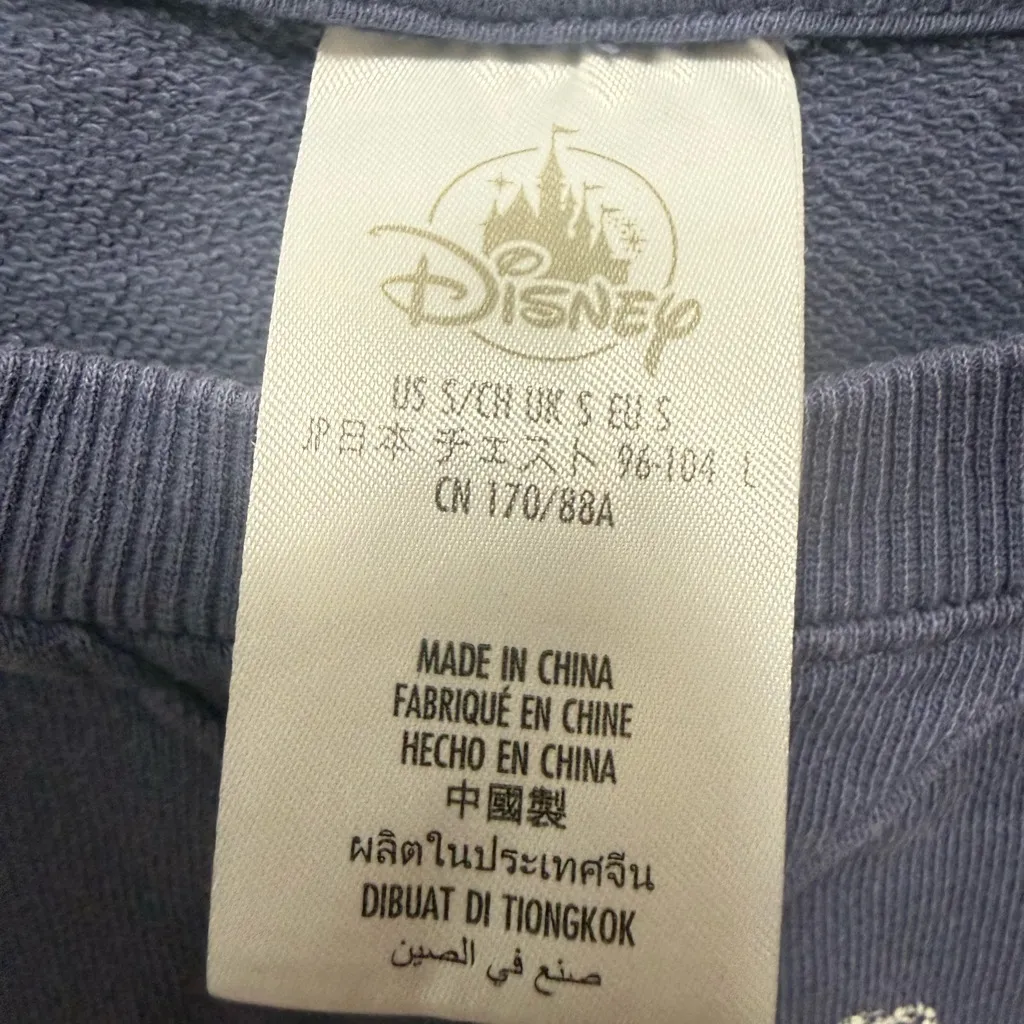 Disney
US S/CH UK S EU S
JP日本 チェスト 96-104 L
CN 170/88A
MADE IN CHINA
FABRIQUÉ EN CHINE
HECHO EN CHINA
中國製
ผลิตในประเทศจีน
DIBUAT DI TIONGKOK
صنع في الصين